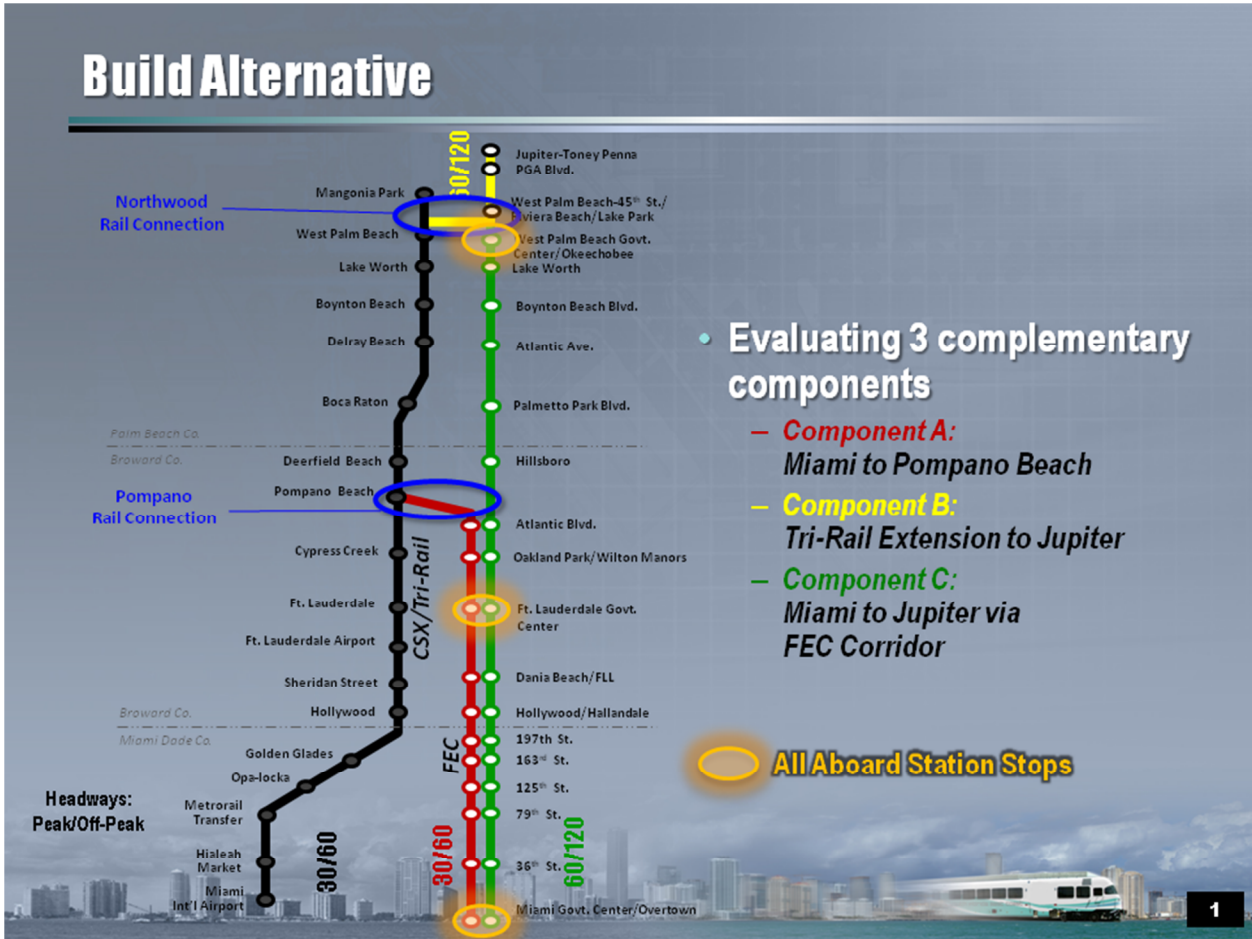 Build Alternative
60/120
Jupiter-Toney Penna
PGA Blvd.
Mangonia Park
West Palm Beach-45th St./
Riviera Beach/Lake Park
Northwood
Rail Connection
West Palm Beach
West Palm Beach Govt.
Center/Okeechobee
Lake Worth
Lake Worth
Boynton Beach
Boynton Beach Blvd.
Delray Beach
Atlantic Ave.
Boca Raton
Palmetto Park Blvd.
Palm Beach Co.
Broward Co.
Deerfield Beach
Hillsboro
Pompano Beach
Pompano
Rail Connection
Atlantic Blvd.
Cypress Creek
Oakland Park/Wilton Manors
CSX/Tri-Rail
Ft. Lauderdale
Ft. Lauderdale Govt.
Center
Ft. Lauderdale Airport
Sheridan Street
Dania Beach/FLL
Hollywood
Hollywood/Hallandale
Broward Co.
Miami Dade Co.
197th St.
Golden Glades
163rd St.
FEC
Opa-locka
125th St.
Metrorail
Transfer
79th St.
Headways:
Peak/Off-Peak
30/60
30/60
60/120
Hialeah
Market
36th St.
Miami
Int'l Airport
Miami Govt. Center/Overtown
• Evaluating 3 complementary
components
– Component A:
Miami to Pompano Beach
– Component B:
Tri-Rail Extension to Jupiter
– Component C:
Miami to Jupiter via
FEC Corridor
All Aboard Station Stops
1